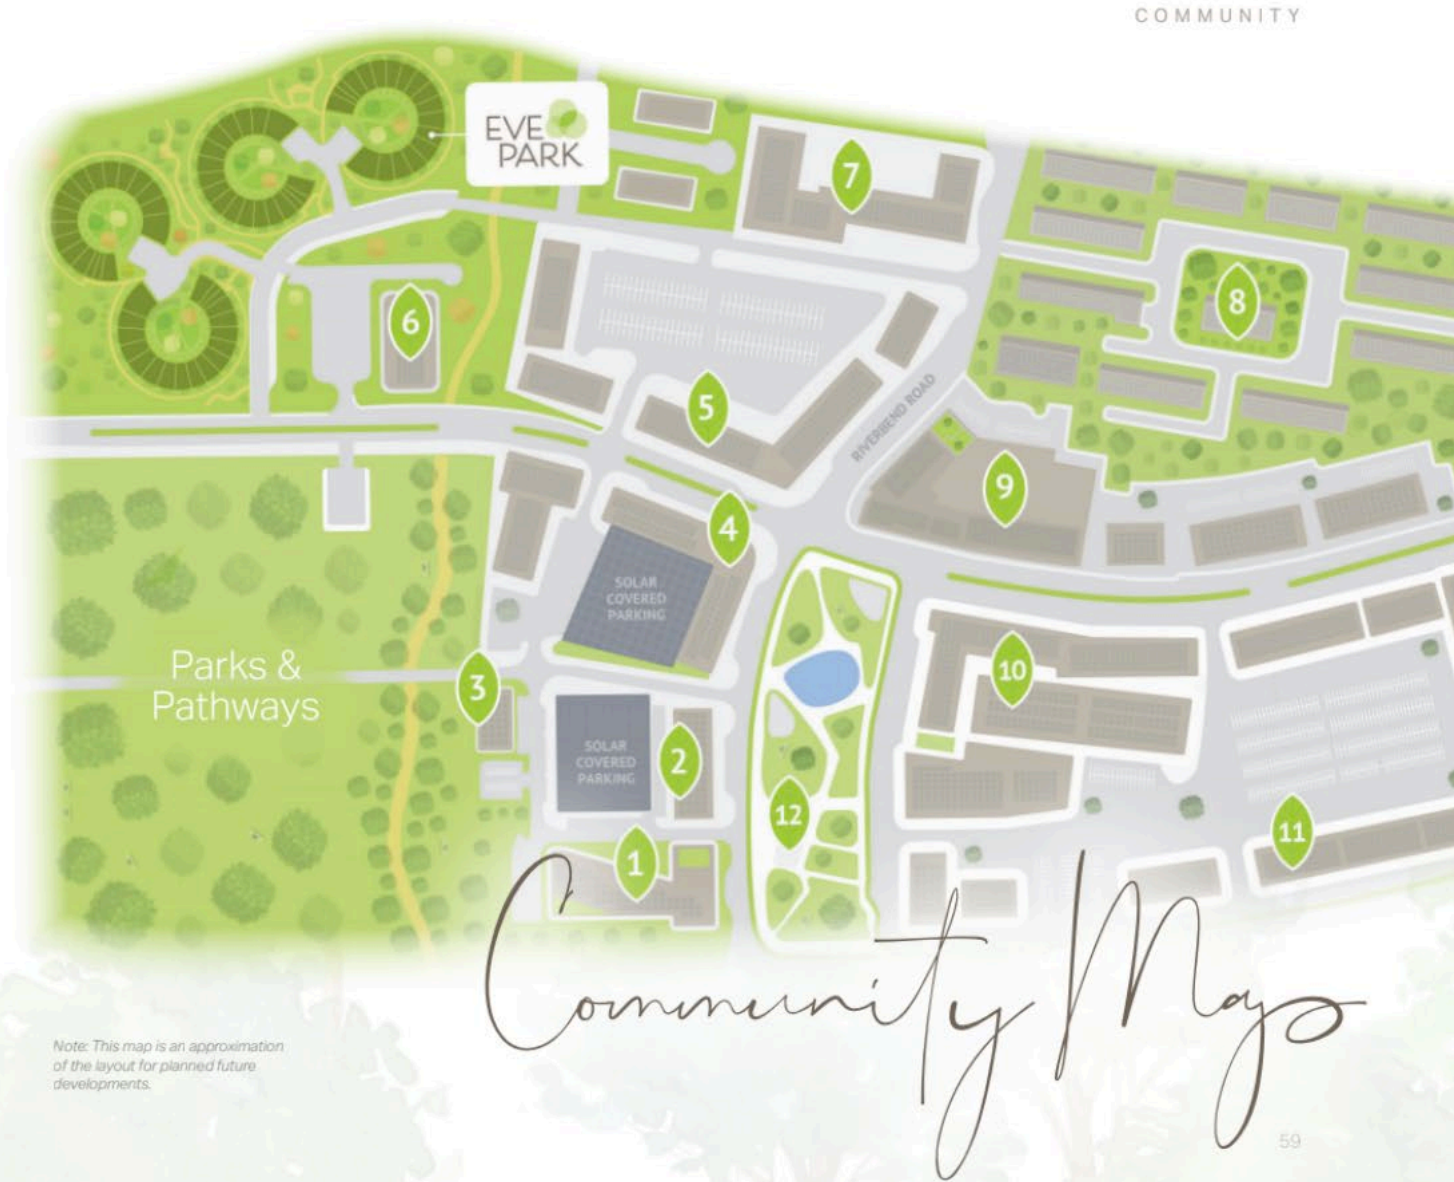 COMMUNITY
EVE
PARK
7
8
6
5
RIVERBEND ROAD
9
4
SOLAR
COVERED
PARKING
Parks &
Pathways
3
10
SOLAR
COVERED
PARKING
2
12
11
1
Community Map
Note: This map is an approximation
of the layout for planned future
developments.
59